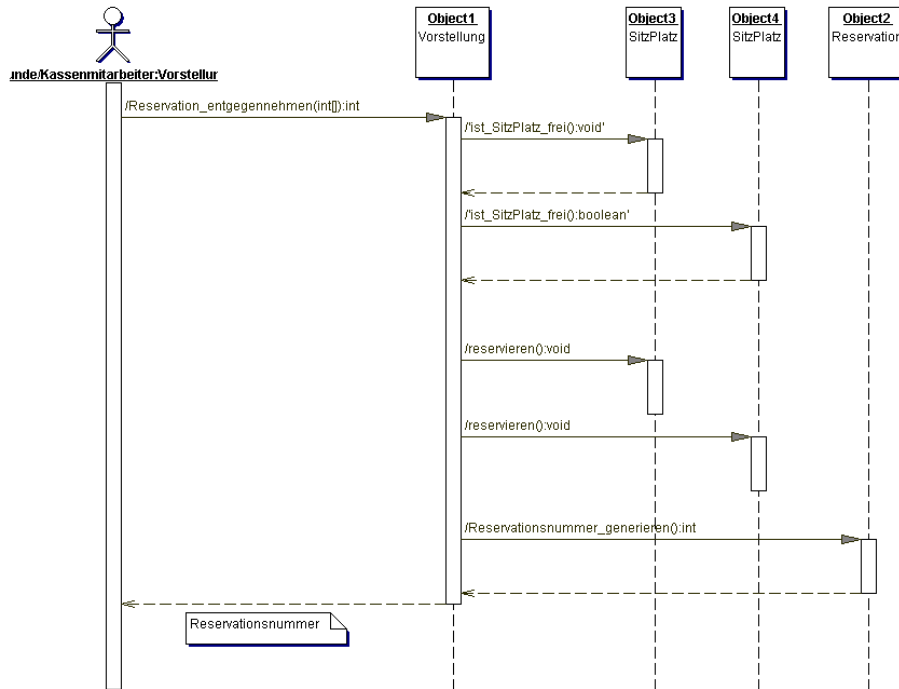 Object1
Vorstellung
Object3
SitzPlatz
Object4
SitzPlatz
Object2
Reservation
unde/Kassenmitarbeiter:Vorstellur
/Reservation_entgegennehmen(int[]):int
/'ist_SitzPlatz_frei():void'
/'ist_SitzPlatz_frei():boolean'
/reservieren():void
/reservieren():void
/Reservationsnummer_generieren():int
Reservationsnummer